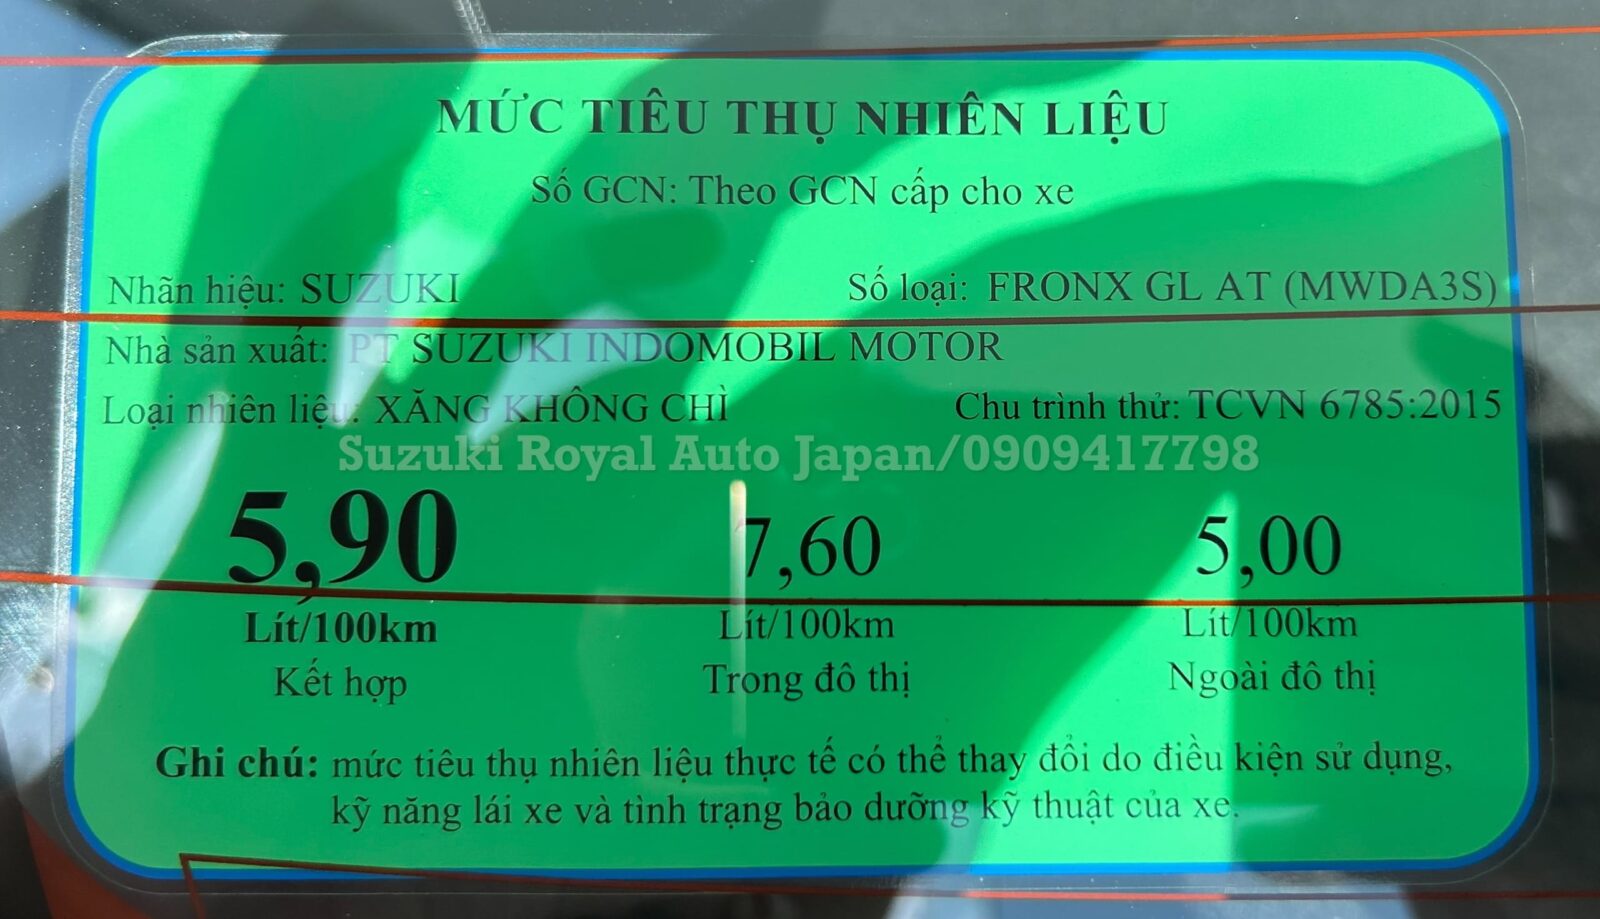 MỨC TIÊU THỤ NHIÊN LIỆU
Số GCN: Theo GCN cấp cho xe
Nhãn hiệu: SUZUKI Số loại: FRONX GL AT (MWDA3S)
Nhà sản xuất: PT SUZUKI INDOMOBIL MOTOR
Loại nhiên liệu: XĂNG KHÔNG CHÌ Chu trình thử: TCVN 6785:2015
Suzuki Royal Auto Japan/0909417798
5,90 7,60 5,00
Lít/100km Lít/100km Lít/100km
Kết hợp Trong đô thị Ngoài đô thị
Ghi chú: mức tiêu thụ nhiên liệu thực tế có thể thay đổi do điều kiện sử dụng,
kỹ năng lái xe và tình trạng bảo dưỡng kỹ thuật của xe.